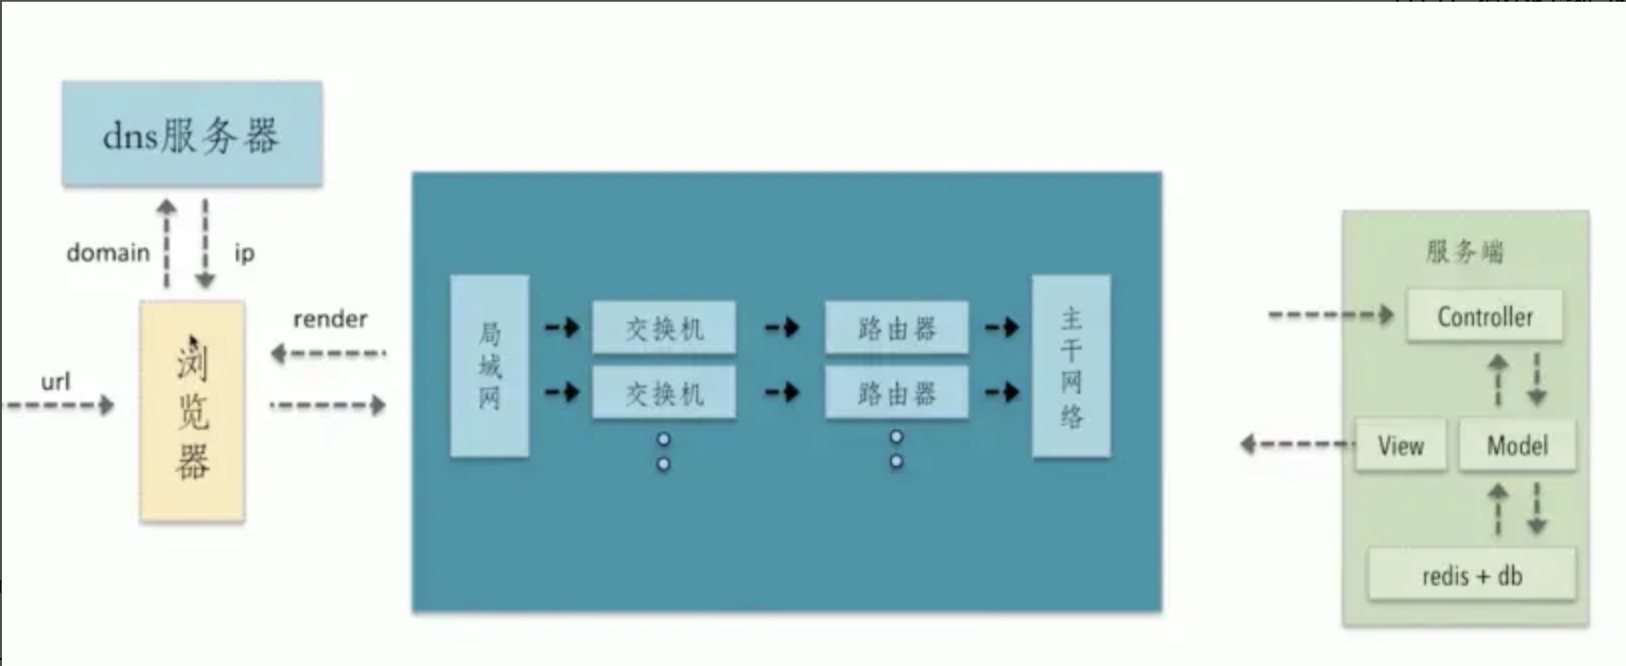 dns服务器
domain
ip
浏览器
url
render
局域网
交换机
路由器
交换机
路由器
主干网络
服务端
Controller
View
Model
redis + db